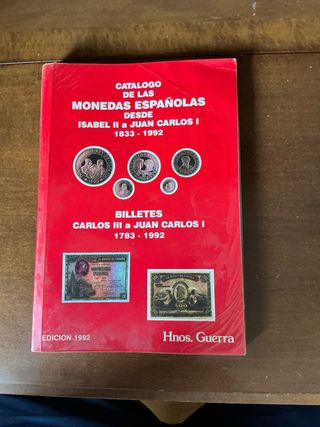 CATALOGO
DE LAS
MONEDAS ESPAÑOLAS
DESDE
ISABEL II a JUAN CARLOS I
1833 - 1992
BILLETES
CARLOS III a JUAN CARLOS I
1783 - 1992
EDICION 1992
Hnos. Guerra